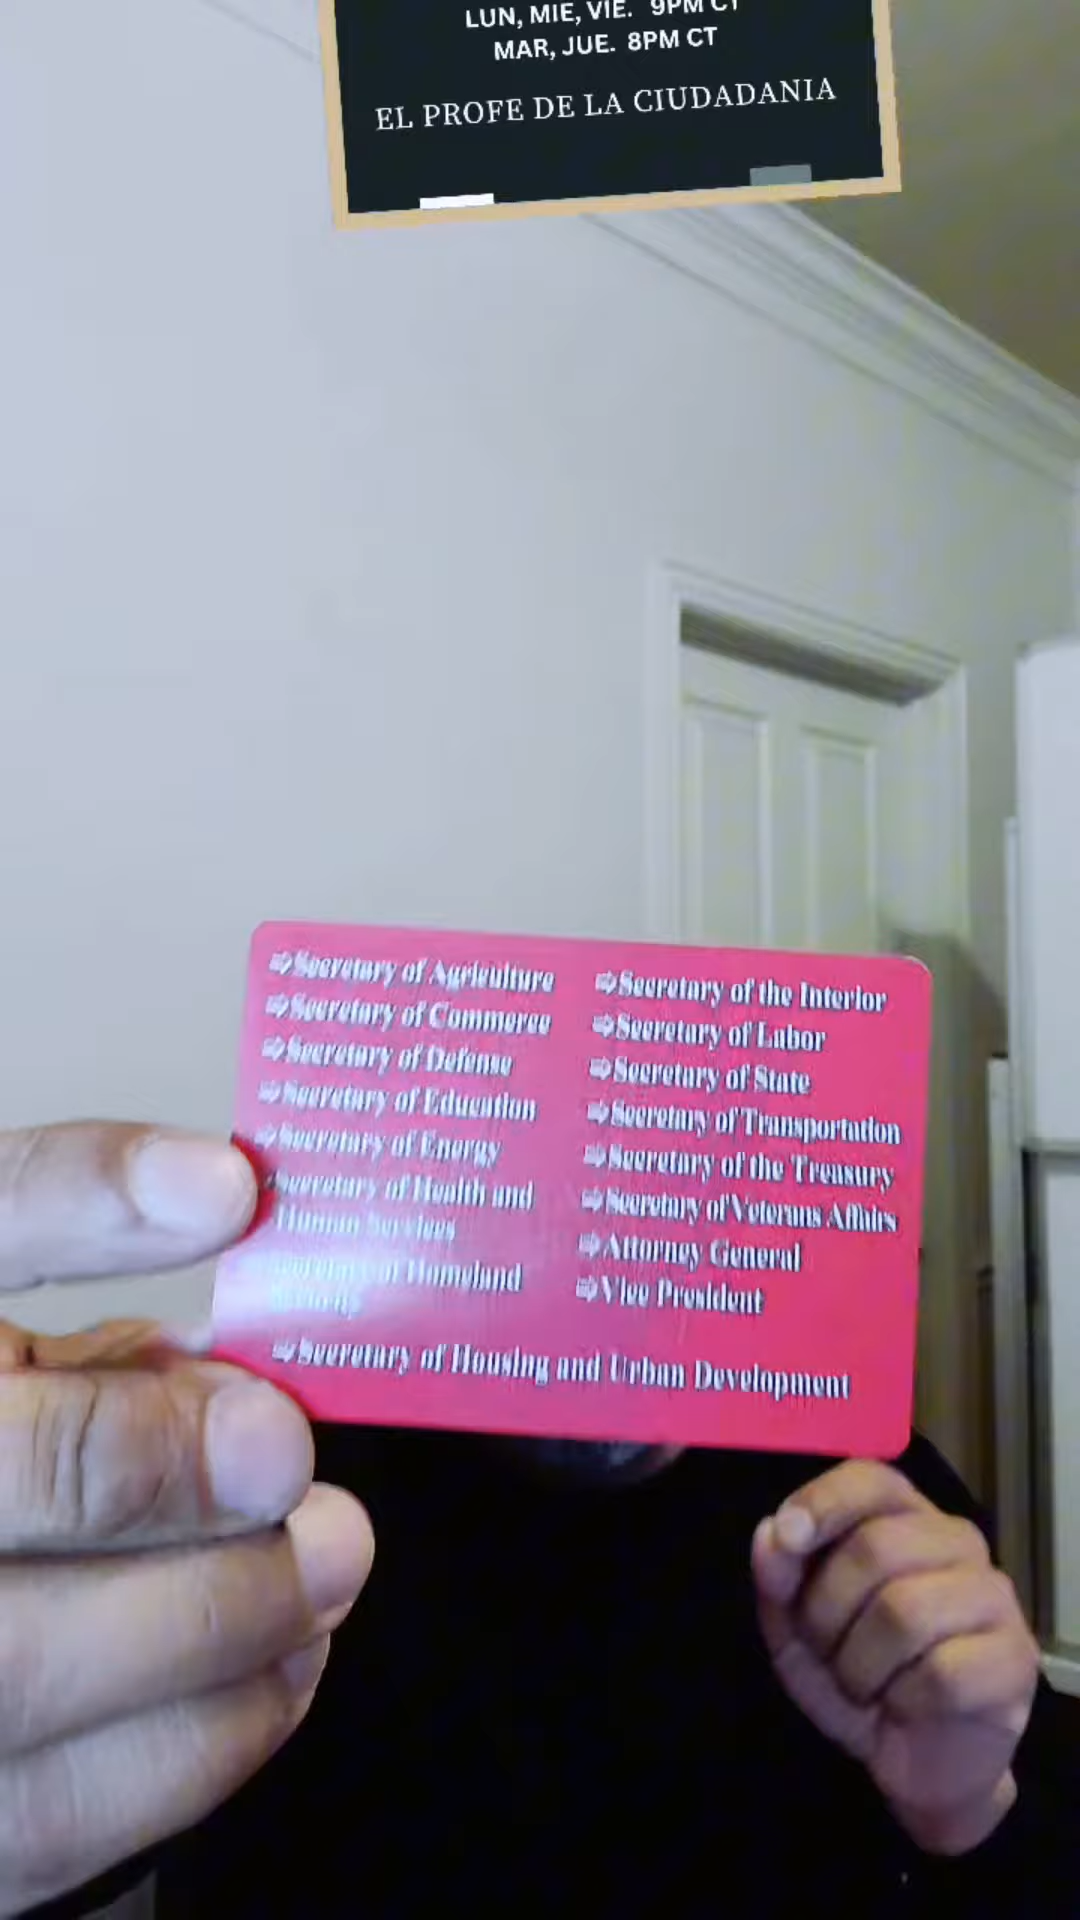 LUN, MIE, VIE. 9PM CT
MAR, JUE. 8PM CT
EL PROFE DE LA CIUDADANIA
⇨Secretary of Agriculture
⇨Secretary of Commerce
⇨Secretary of Defense
⇨Secretary of Education
⇨Secretary of Energy
Secretary of Health and
Human Services
Secretary of Homeland
⇨Secretary of the Interior
⇨Secretary of Labor
⇨Secretary of State
⇨Secretary of Transportation
⇨Secretary of the Treasury
⇨Secretary of Veterans Affairs
⇨Attorney General
⇨Vice President
⇨Secretary of Housing and Urban Development